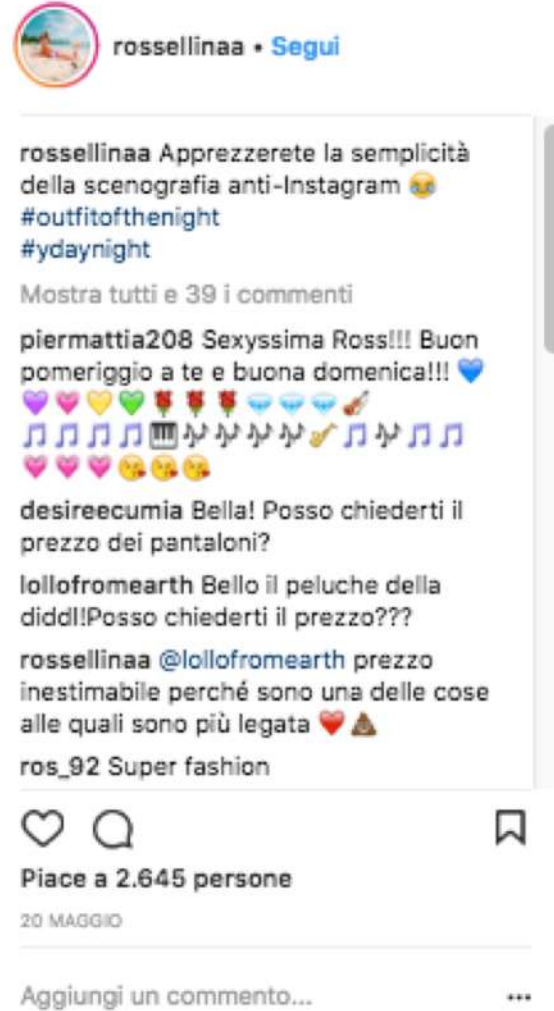 rossellinaa • Segui
rossellinaa Apprezzerete la semplicità
della scenografia anti-Instagram 😂
#outfitofthenight
#ydaynight
Mostra tutti e 39 i commenti
piermattia208 Sexyssima Ross!!! Buon
pomeriggio a te e buona domenica!!! 💙
💜💗💛💚🌹🌹🌹💎💎💎🎻
🎵🎵🎵🎵🎹🎶🎶🎶🎶🎷🎵🎶🎵🎵
💗💗💗😘😘😘
desireecumia Bella! Posso chiederti il
prezzo dei pantaloni?
lollofromearth Bello il peluche della
diddl!Posso chiederti il prezzo???
rossellinaa @lollofromearth prezzo
inestimabile perché sono una delle cose
alle quali sono più legata ❤️💩
ros_92 Super fashion
Piace a 2.645 persone
20 MAGGIO
Aggiungi un commento...